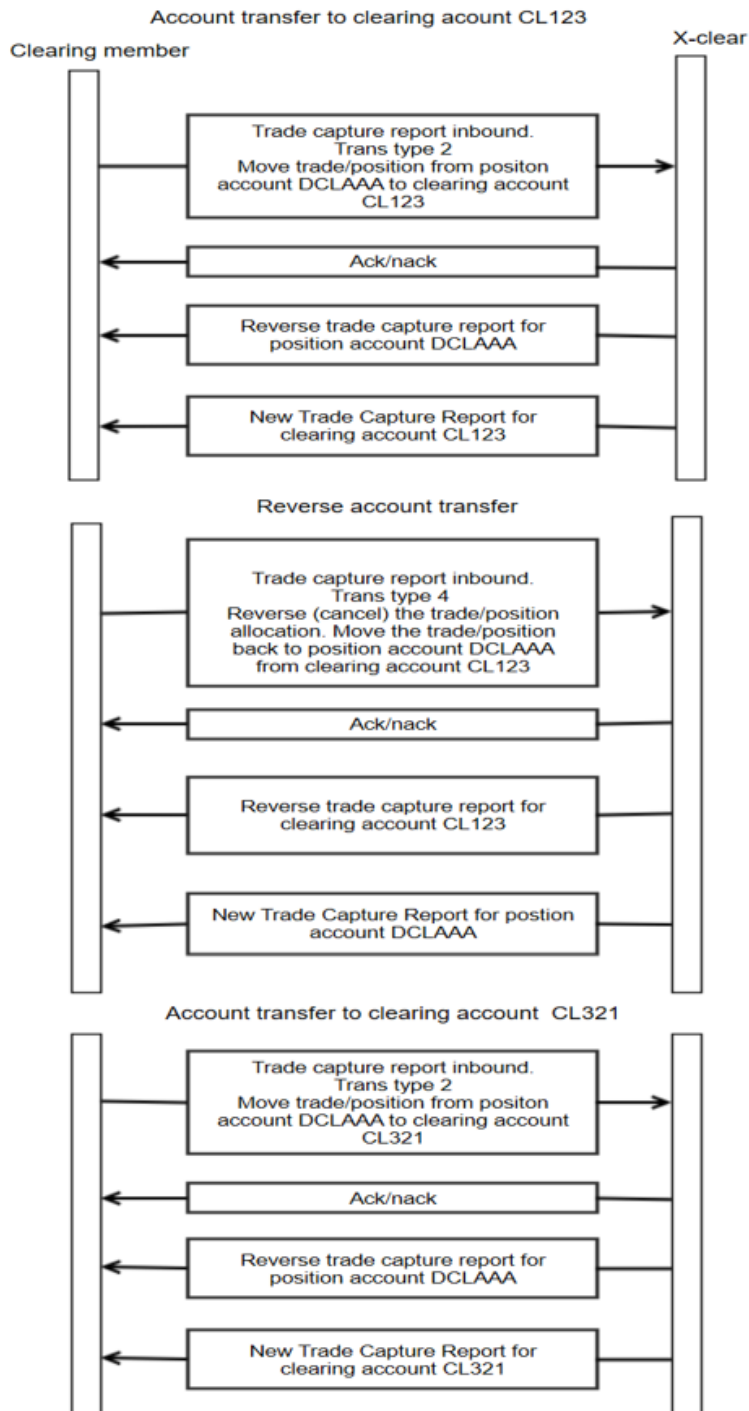 Account transfer to clearing acount CL123
Clearing member
X-clear
Trade capture report inbound.
Trans type 2
Move trade/position from positon
account DCLAAA to clearing account
CL123
Ack/nack
Reverse trade capture report for
position account DCLAAA
New Trade Capture Report for
clearing account CL123
Reverse account transfer
Trade capture report inbound.
Trans type 4
Reverse (cancel) the trade/position
allocation. Move the trade/position
back to position account DCLAAA
from clearing account CL123
Ack/nack
Reverse trade capture report for
clearing account CL123
New Trade Capture Report for postion
account DCLAAA
Account transfer to clearing account CL321
Trade capture report inbound.
Trans type 2
Move trade/position from positon
account DCLAAA to clearing account
CL321
Ack/nack
Reverse trade capture report for
position account DCLAAA
New Trade Capture Report for
clearing account CL321